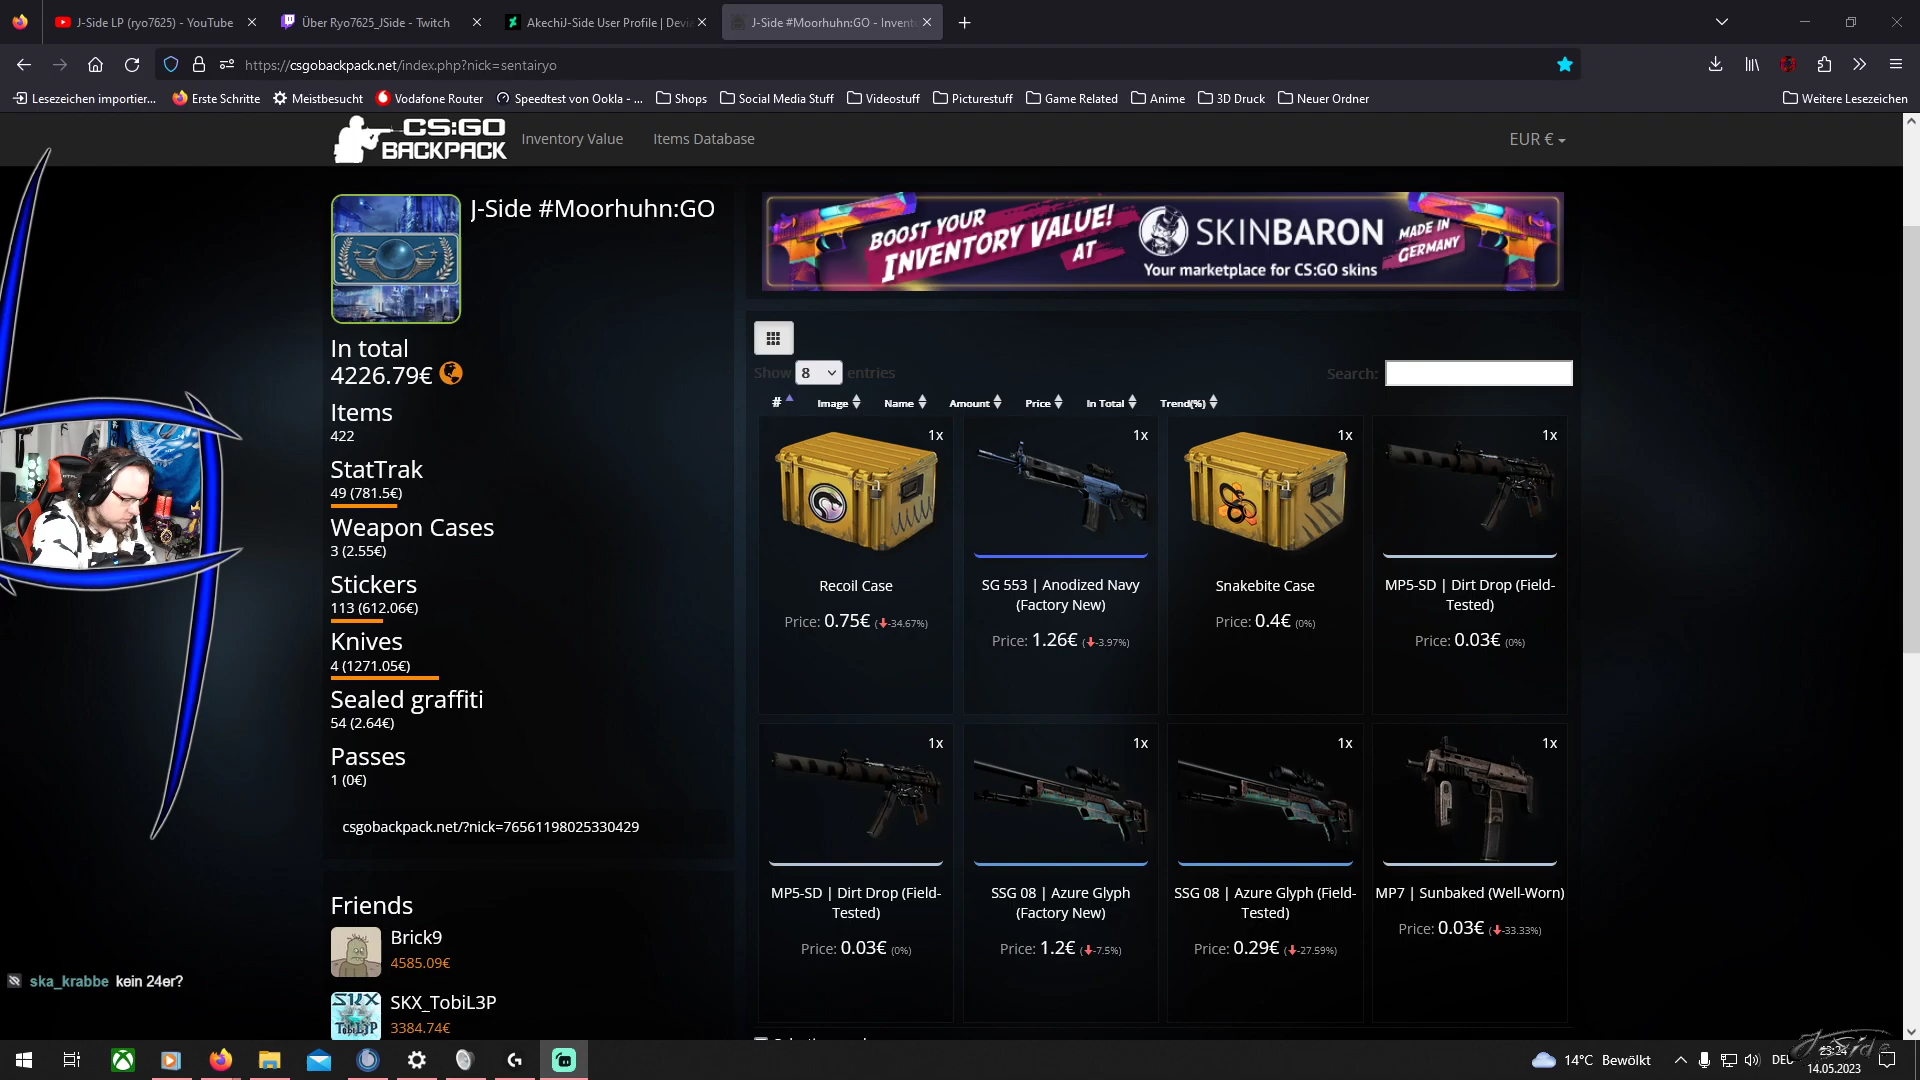 J-Side LP (ryo7625) - YouTube
Über Ryo7625_JSide - Twitch
AkechiJ-Side User Profile | Devia
J-Side #Moorhuhn:GO - Invent
https://csgobackpack.net/index.php?nick=sentairyo
Lesezeichen importier...
Erste Schritte
Meistbesucht
Vodafone Router
Speedtest von Ookla - ...
Shops
Social Media Stuff
Videostuff
Picturestuff
Game Related
Anime
3D Druck
Neuer Ordner
Weitere Lesezeichen
CS:GO
BACKPACK
Inventory Value
Items Database
EUR €
J-Side #Moorhuhn:GO
In total
4226.79€
Items
422
StatTrak
49 (781.5€)
Weapon Cases
3 (2.55€)
Stickers
113 (612.06€)
Knives
4 (1271.05€)
Sealed graffiti
54 (2.64€)
Passes
1 (0€)
csgobackpack.net/?nick=76561198025330429
Friends
Brick9
4585.09€
SKX
TobiL3P
SKX_TobiL3P
3384.74€
BOOST YOUR
INVENTORY VALUE!
AT
SKINBARON
MADE IN
GERMANY
Your marketplace for CS:GO skins
Show 8 entries
Search:
# Image Name Amount Price In Total Trend(%)
1x
Recoil Case
Price: 0.75€ (-34.67%)
1x
SG 553 | Anodized Navy
(Factory New)
Price: 1.26€ (-3.97%)
1x
Snakebite Case
Price: 0.4€ (0%)
1x
MP5-SD | Dirt Drop (Field-
Tested)
Price: 0.03€ (0%)
1x
MP5-SD | Dirt Drop (Field-
Tested)
Price: 0.03€ (0%)
1x
SSG 08 | Azure Glyph
(Factory New)
Price: 1.2€ (-7.5%)
1x
SSG 08 | Azure Glyph (Field-
Tested)
Price: 0.29€ (-27.59%)
1x
MP7 | Sunbaked (Well-Worn)
Price: 0.03€ (-33.33%)
ska_krabbe kein 24er?
14°C Bewölkt
DEU
J-Side
23:24
14.05.2023